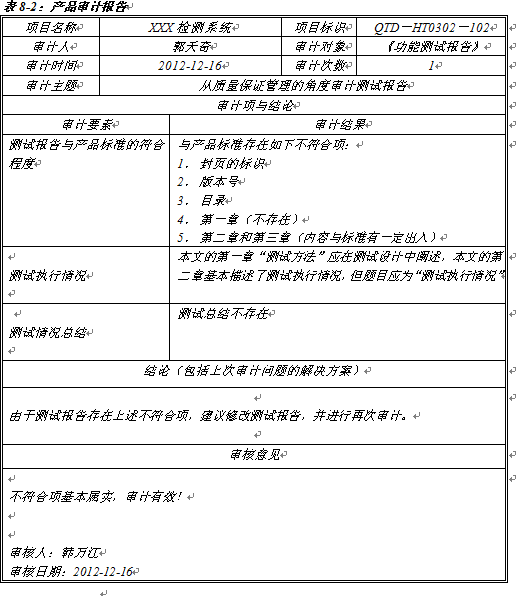 表 8-2：产品审计报告
项目名称 XXX 检测系统 项目标识 QTD－HT0302－102
审计人 郭天奇 审计对象 《功能测试报告》
审计时间 2012-12-16 审计次数 1
审计主题 从质量保证管理的角度审计测试报告
审计项与结论
审计要素 审计结果
测试报告与产品标准的符合程度 与产品标准存在如下不符合项：
1． 封页的标识
2． 版本号
3． 目录
4． 第一章（不存在）
5． 第二章和第三章（内容与标准有一定出入）
测试执行情况 本文的第一章“测试方法”应在测试设计中阐述，本文的第
二章基本描述了测试执行情况，但题目应为“测试执行情况”
测试情况总结 测试总结不存在
结论（包括上次审计问题的解决方案）
由于测试报告存在上述不符合项，建议修改测试报告，并进行再次审计。
审核意见
不符合项基本属实，审计有效！
审核人：韩万江
审核日期：2012-12-16